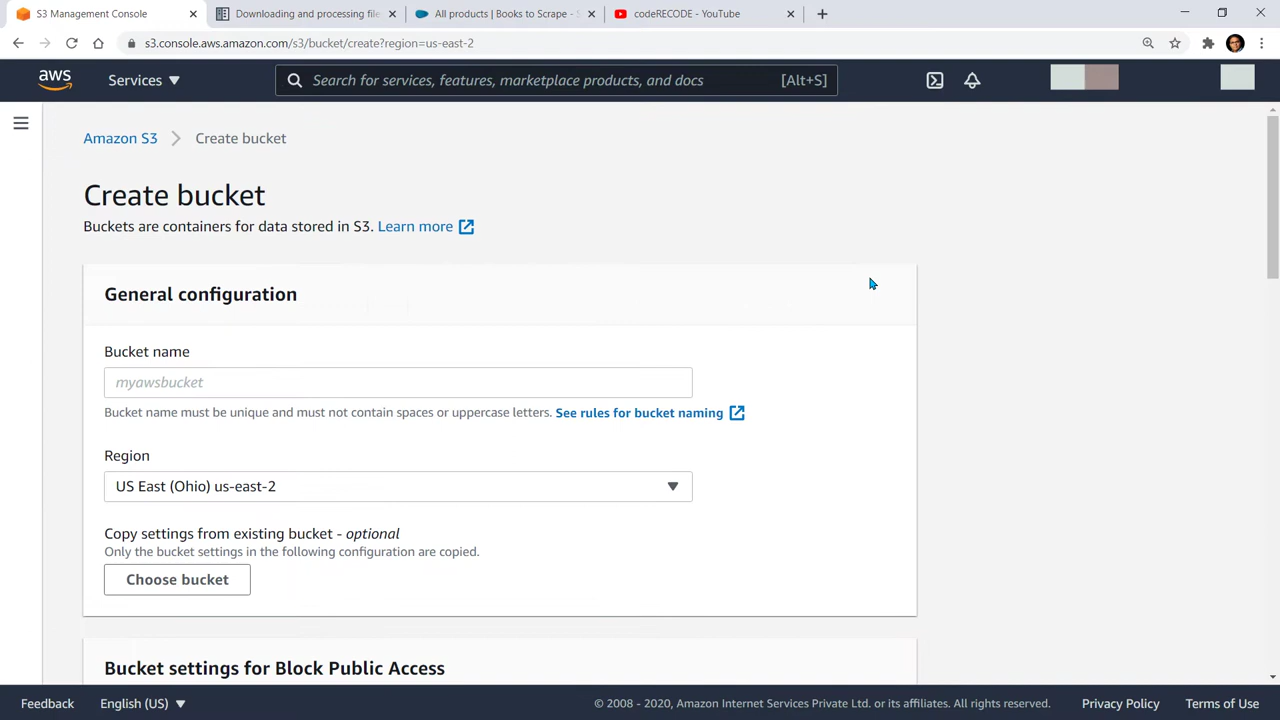 S3 Management Console
Downloading and processing file
All products | Books to Scrape - S
codeRECODE - YouTube
s3.console.aws.amazon.com/s3/bucket/create?region=us-east-2
aws
Services
Search for services, features, marketplace products, and docs
[Alt+S]
Amazon S3
Create bucket
Create bucket
Buckets are containers for data stored in S3. Learn more
General configuration
Bucket name
myawsbucket
Bucket name must be unique and must not contain spaces or uppercase letters. See rules for bucket naming
Region
US East (Ohio) us-east-2
Copy settings from existing bucket - optional
Only the bucket settings in the following configuration are copied.
Choose bucket
Bucket settings for Block Public Access
Feedback
English (US)
© 2008 - 2020, Amazon Internet Services Private Ltd. or its affiliates. All rights reserved.
Privacy Policy
Terms of Use